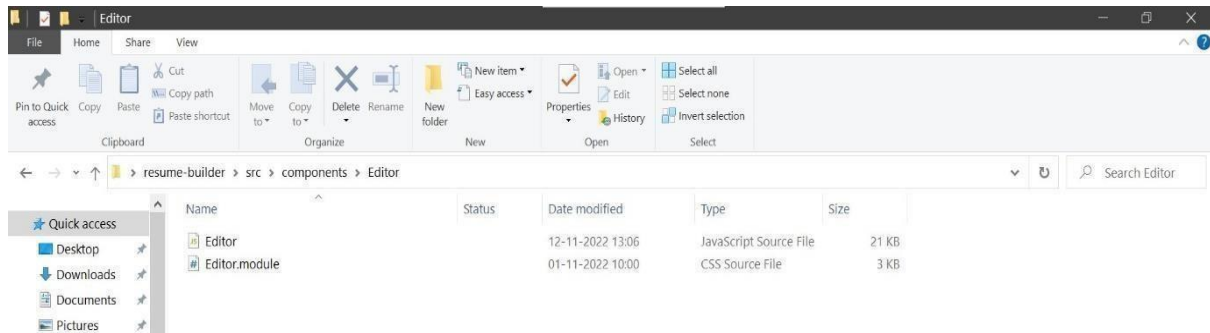 Editor
File Home Share View
Pin to Quick access
Copy
Paste
Cut
Copy path
Paste shortcut
Move to
Copy to
Delete
Rename
New folder
New item
Easy access
Properties
Open
Edit
History
Select all
Select none
Invert selection
Clipboard Organize New Open Select
> resume-builder > src > components > Editor
Search Editor
Name Status Date modified Type Size
Quick access
Desktop
Downloads
Documents
Pictures
Editor 12-11-2022 13:06 JavaScript Source File 21 KB
Editor.module 01-11-2022 10:00 CSS Source File 3 KB